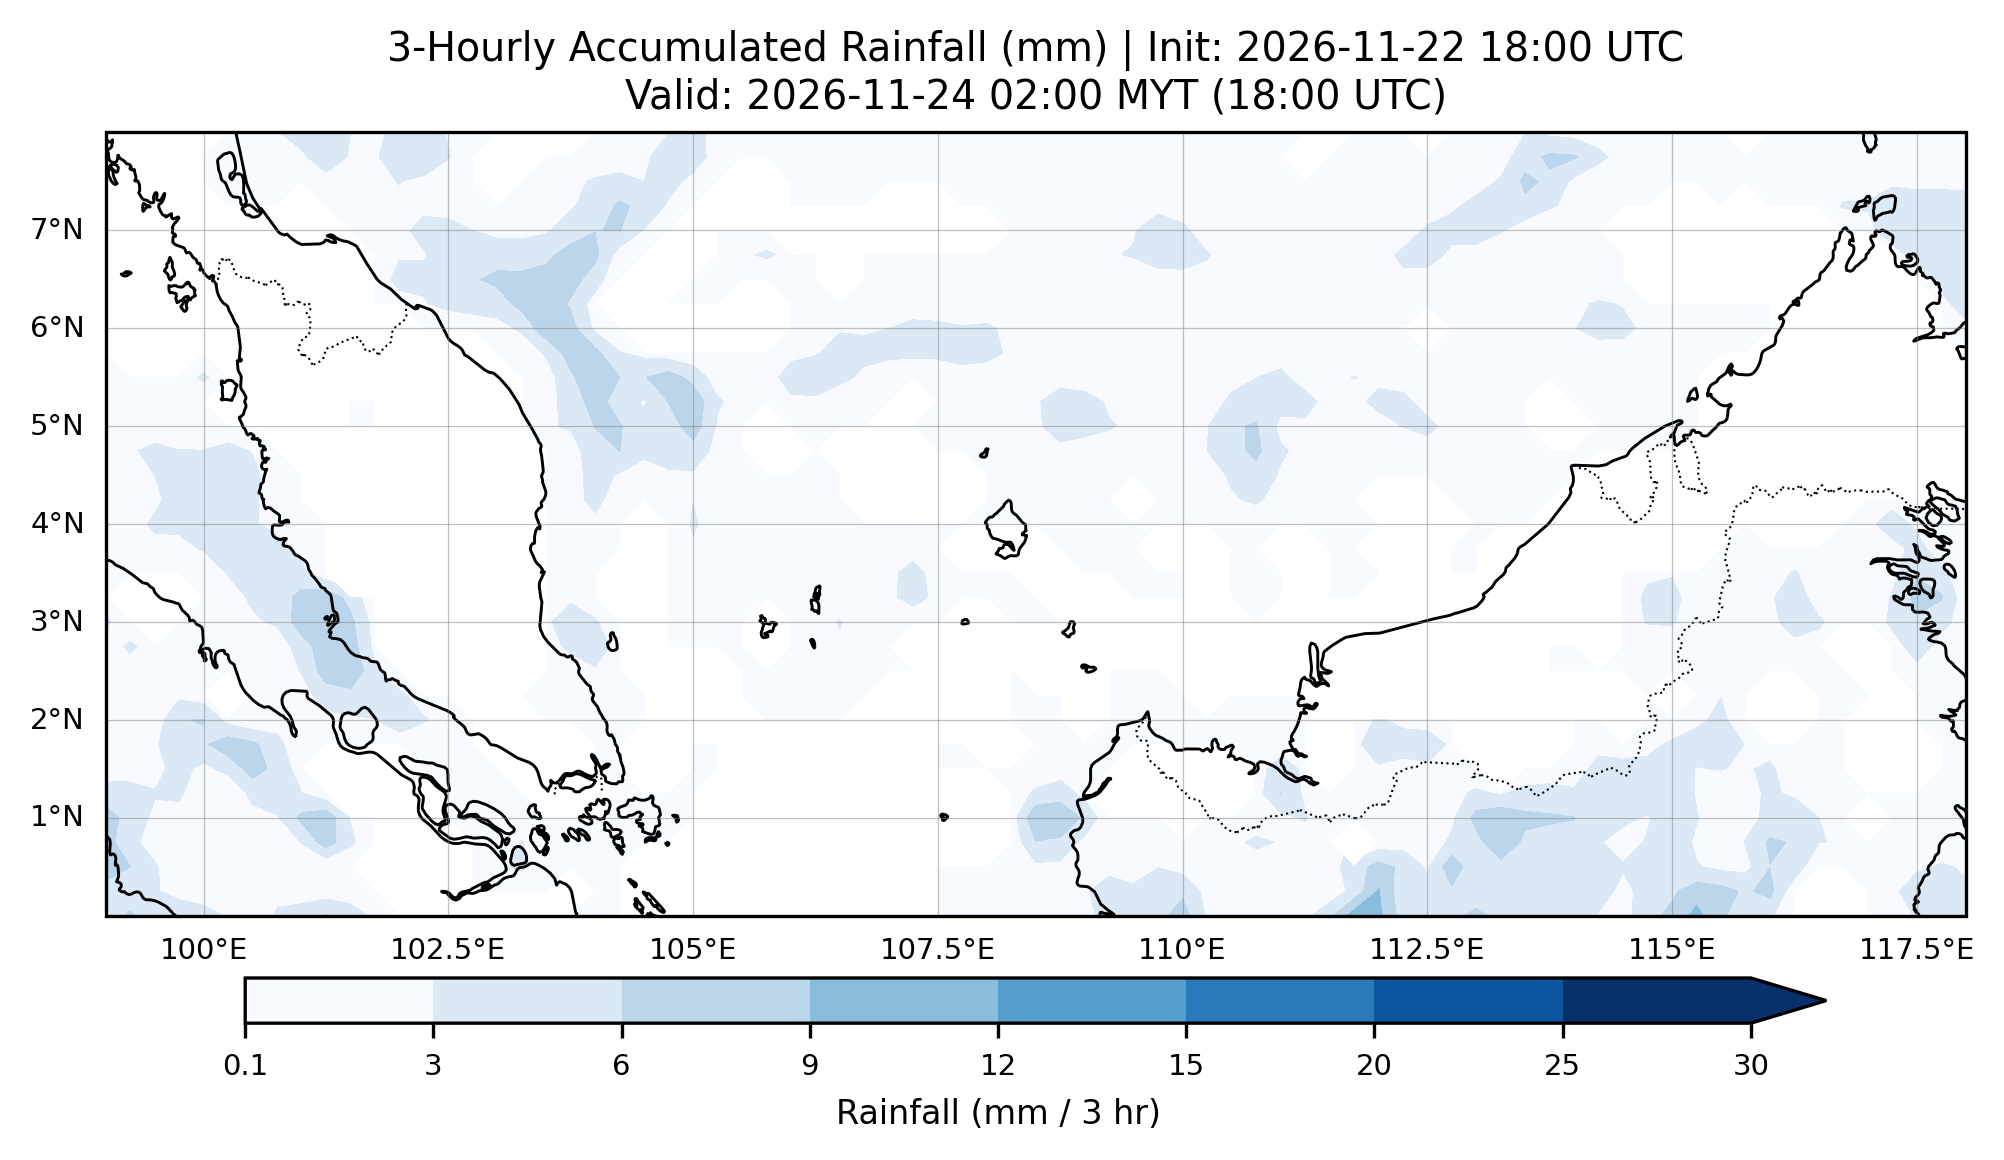 3-Hourly Accumulated Rainfall (mm) | Init: 2026-11-22 18:00 UTC
Valid: 2026-11-24 02:00 MYT (18:00 UTC)
7°N
6°N
5°N
4°N
3°N
2°N
1°N
100°E 102.5°E 105°E 107.5°E 110°E 112.5°E 115°E 117.5°E
0.1 3 6 9 12 15 20 25 30
Rainfall (mm / 3 hr)